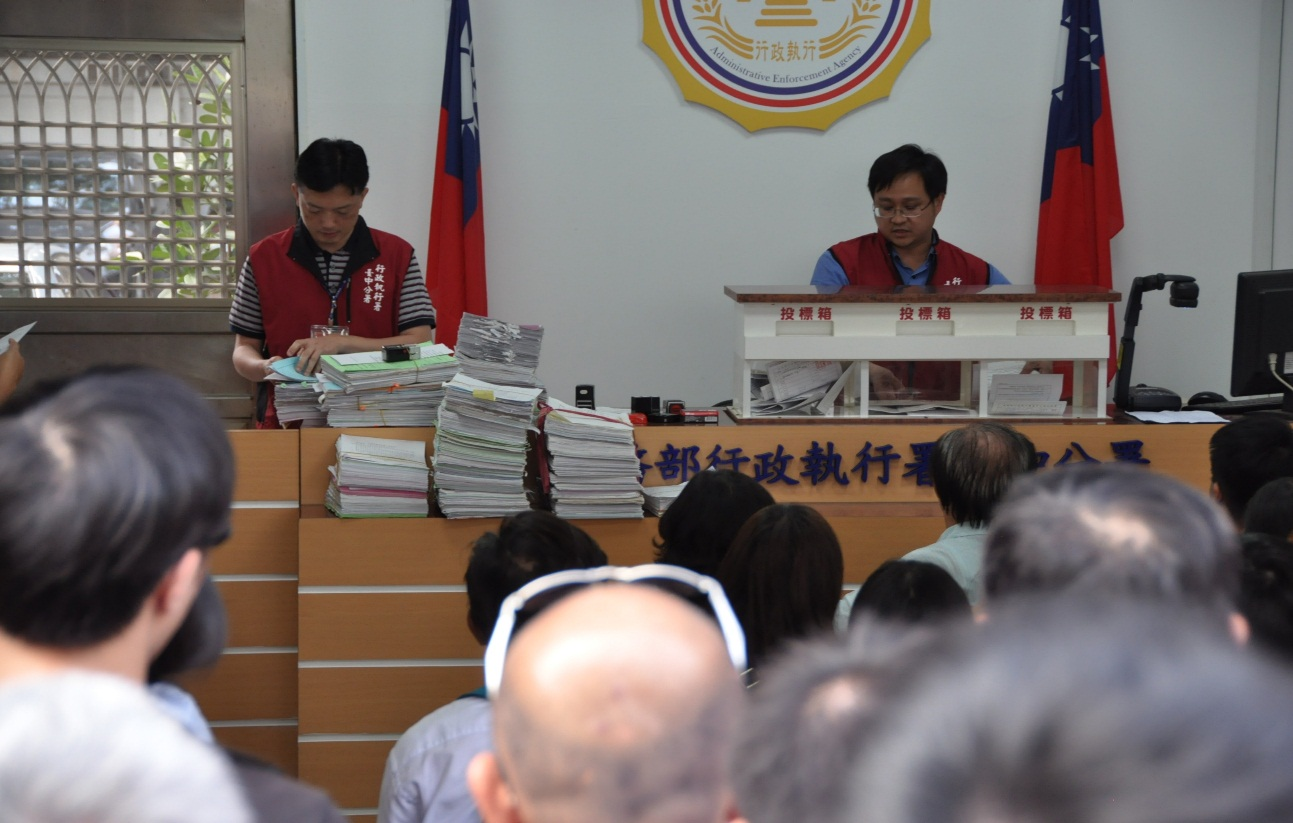 行政執行
Administrative Enforcement Agency
行政執行署
臺中分署
投標箱
投標箱
投標箱
部行政執行署
中分署